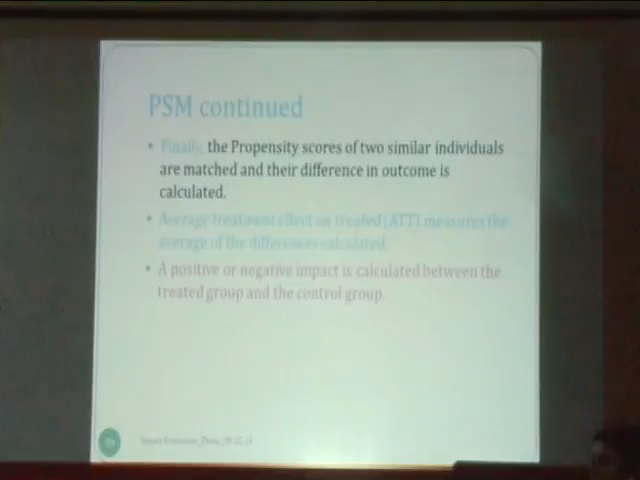 PSM continued
• Finally, the Propensity scores of two similar individuals
are matched and their difference in outcome is
calculated.
• Average treatment effect on treated (ATT) measures the
average of the differences calculated.
• A positive or negative impact is calculated between the
treated group and the control group.